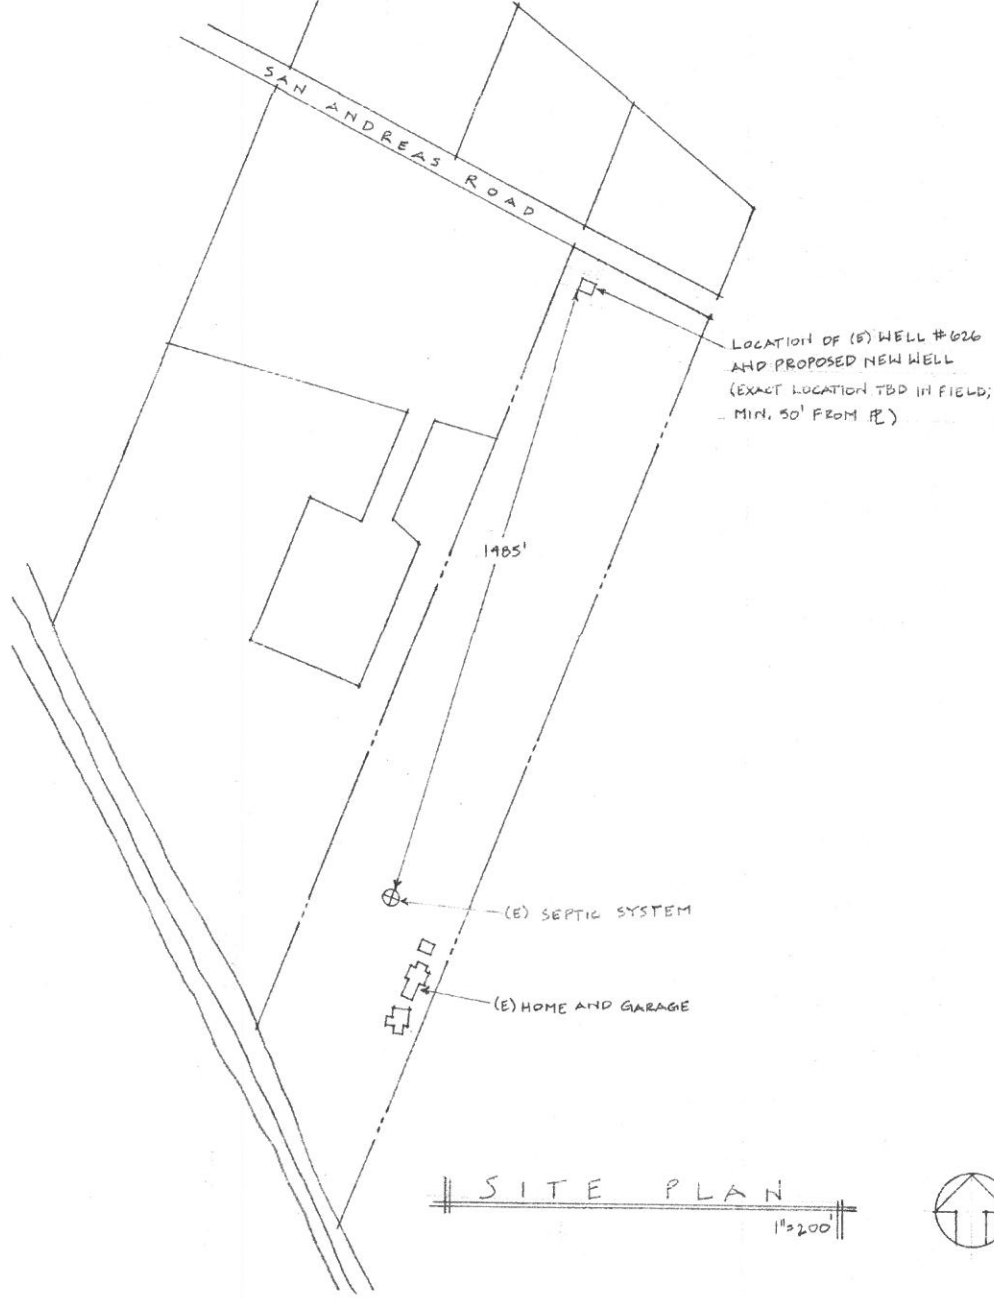 SAN ANDREAS ROAD
LOCATION OF (E) WELL #626
AND PROPOSED NEW WELL
(EXACT LOCATION TBD IN FIELD;
MIN. 50' FROM ⅊)
1485'
(E) SEPTIC SYSTEM
(E) HOME AND GARAGE
SITE PLAN
1"=200'